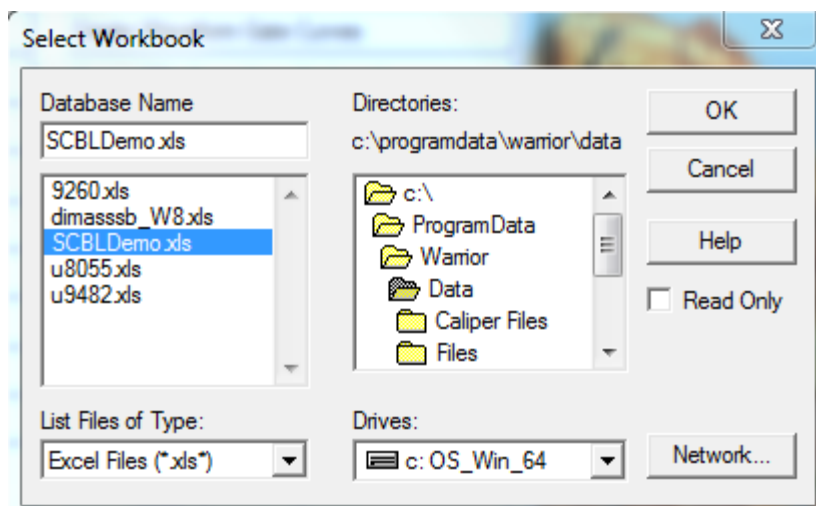 Select Workbook
Database Name
SCBLDemo.xls
9260.xls
dimasssb_W8.xls
SCBLDemo.xls
u8055.xls
u9482.xls
List Files of Type:
Excel Files (*.xls*)
Directories:
c:\programdata\warrior\data
c:\
ProgramData
Warrior
Data
Caliper Files
Files
Drives:
c: OS_Win_64
OK
Cancel
Help
Read Only
Network...